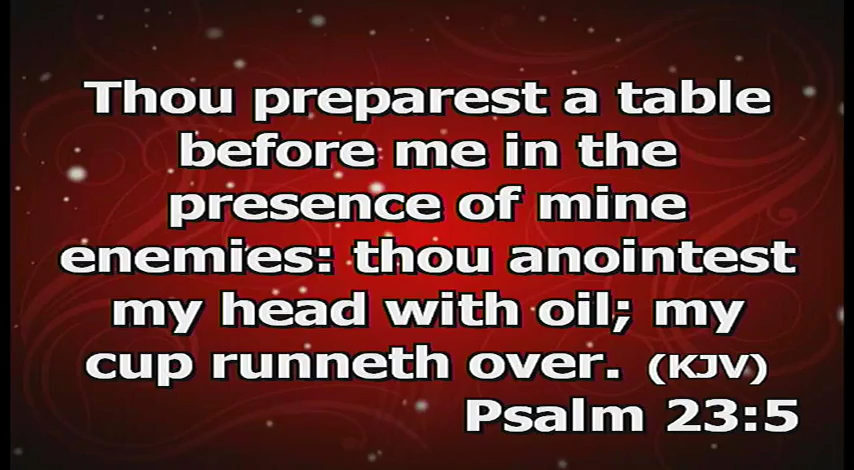 Thou preparest a table
before me in the
presence of mine
enemies: thou anointest
my head with oil; my
cup runneth over. (KJV)
Psalm 23:5